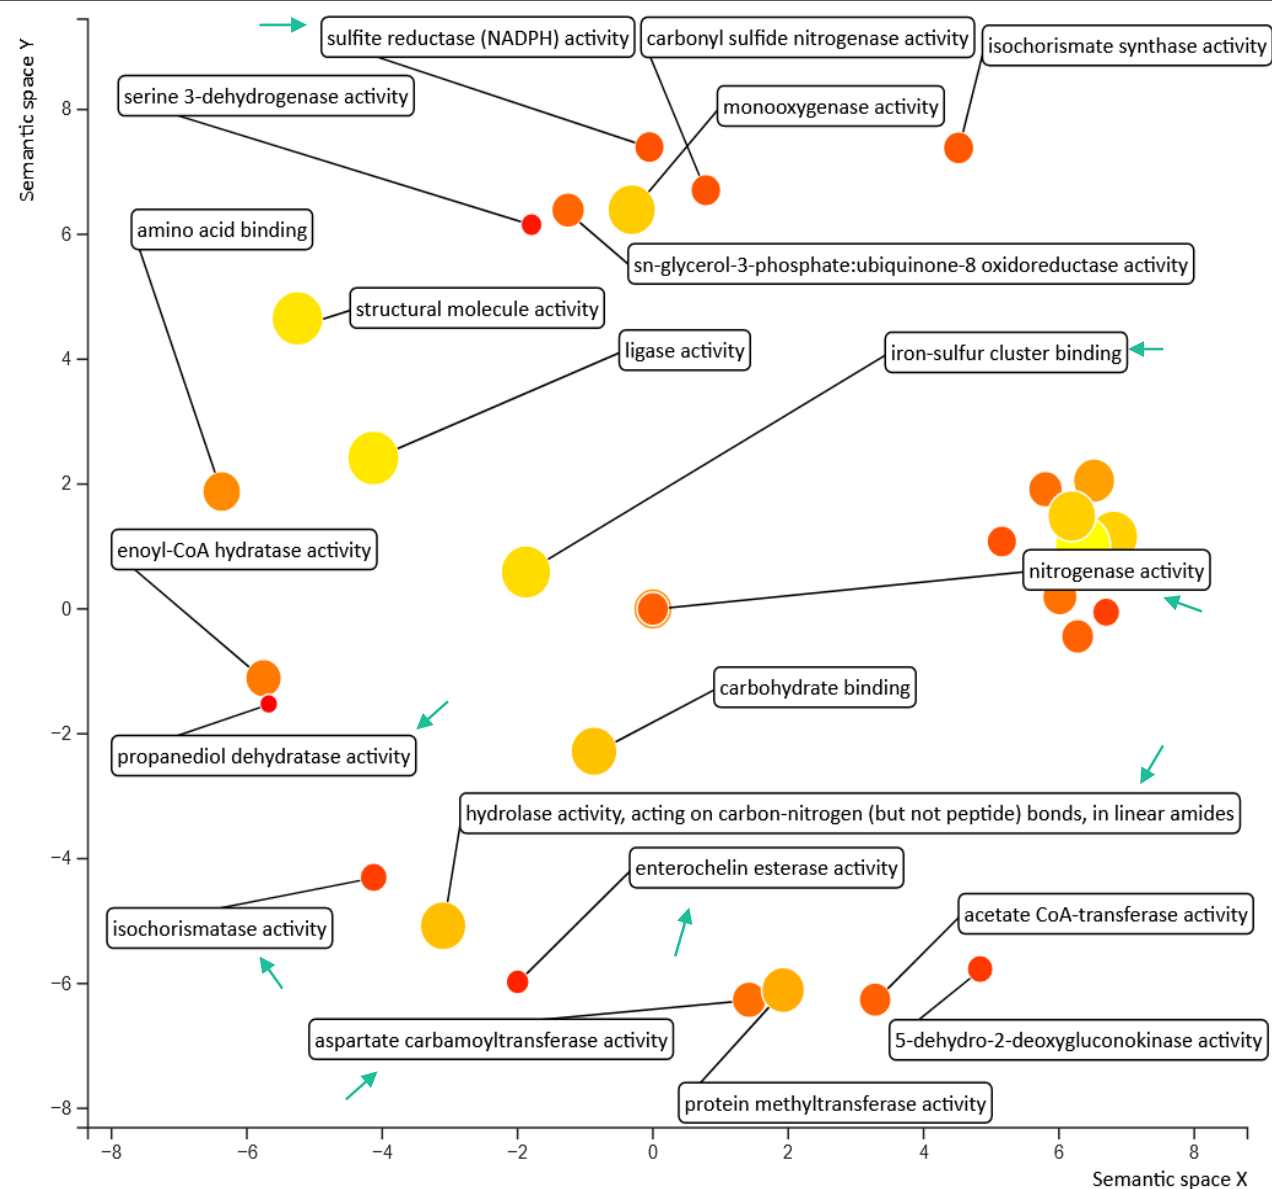 Semantic space Y
sulfite reductase (NADPH) activity
carbonyl sulfide nitrogenase activity
isochorismate synthase activity
serine 3-dehydrogenase activity
monooxygenase activity
8
amino acid binding
6
sn-glycerol-3-phosphate:ubiquinone-8 oxidoreductase activity
structural molecule activity
ligase activity
iron-sulfur cluster binding
4
2
enoyl-CoA hydratase activity
nitrogenase activity
0
carbohydrate binding
−2
propanediol dehydratase activity
hydrolase activity, acting on carbon-nitrogen (but not peptide) bonds, in linear amides
−4
enterochelin esterase activity
acetate CoA-transferase activity
isochorismatase activity
−6
aspartate carbamoyltransferase activity
5-dehydro-2-deoxygluconokinase activity
protein methyltransferase activity
−8
−8 −6 −4 −2 0 2 4 6 8
Semantic space X